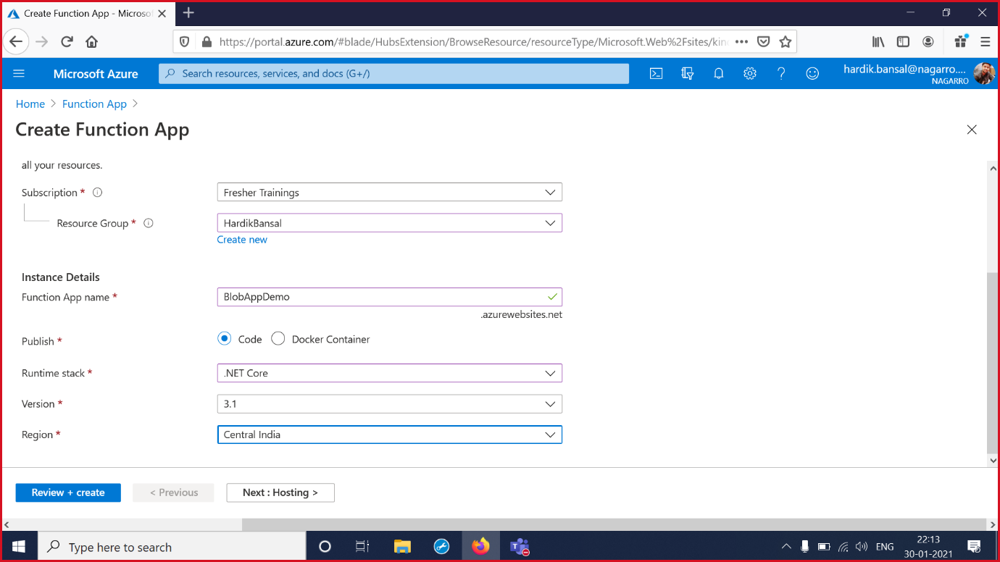 Create Function App - Microso
https://portal.azure.com/#blade/HubsExtension/BrowseResource/resourceType/Microsoft.Web%2Fsites/kin
Microsoft Azure
Search resources, services, and docs (G+/)
hardik.bansal@nagarro....
NAGARRO
Home > Function App >
Create Function App
all your resources.
Subscription *
Fresher Trainings
Resource Group *
HardikBansal
Create new
Instance Details
Function App name *
BlobAppDemo
.azurewebsites.net
Publish *
Code
Docker Container
Runtime stack *
.NET Core
Version *
3.1
Region *
Central India
Review + create
< Previous
Next : Hosting >
Type here to search
ENG
22:13
30-01-2021